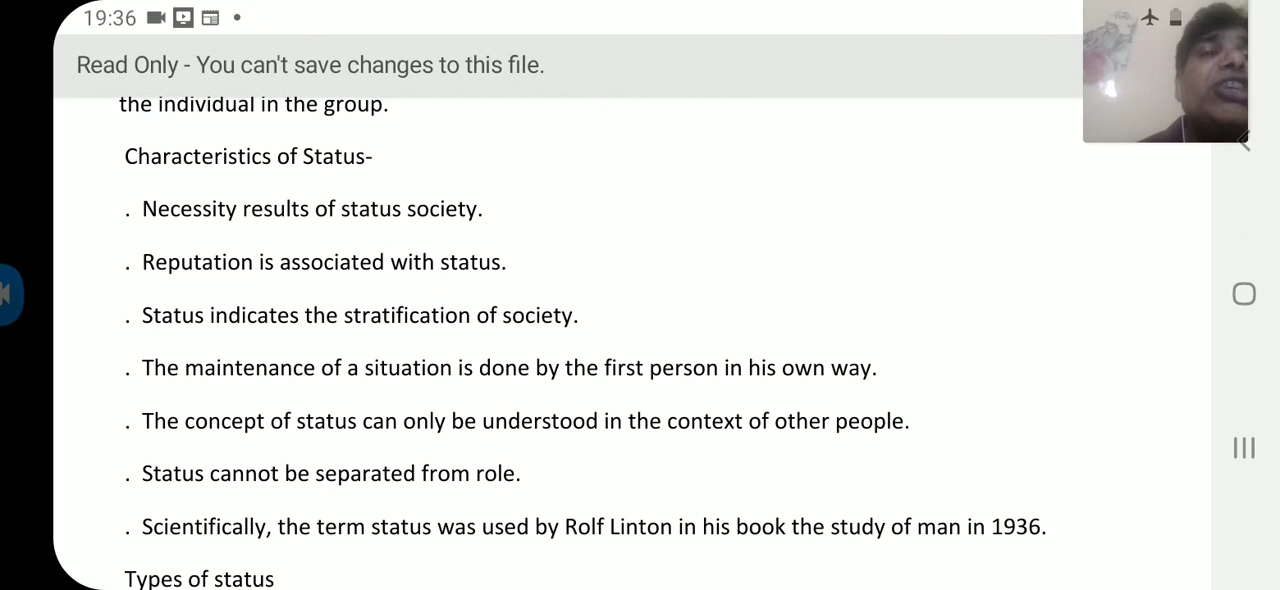 19:36
Read Only - You can't save changes to this file.
the individual in the group.
Characteristics of Status-
. Necessity results of status society.
. Reputation is associated with status.
. Status indicates the stratification of society.
. The maintenance of a situation is done by the first person in his own way.
. The concept of status can only be understood in the context of other people.
. Status cannot be separated from role.
. Scientifically, the term status was used by Rolf Linton in his book the study of man in 1936.
Types of status